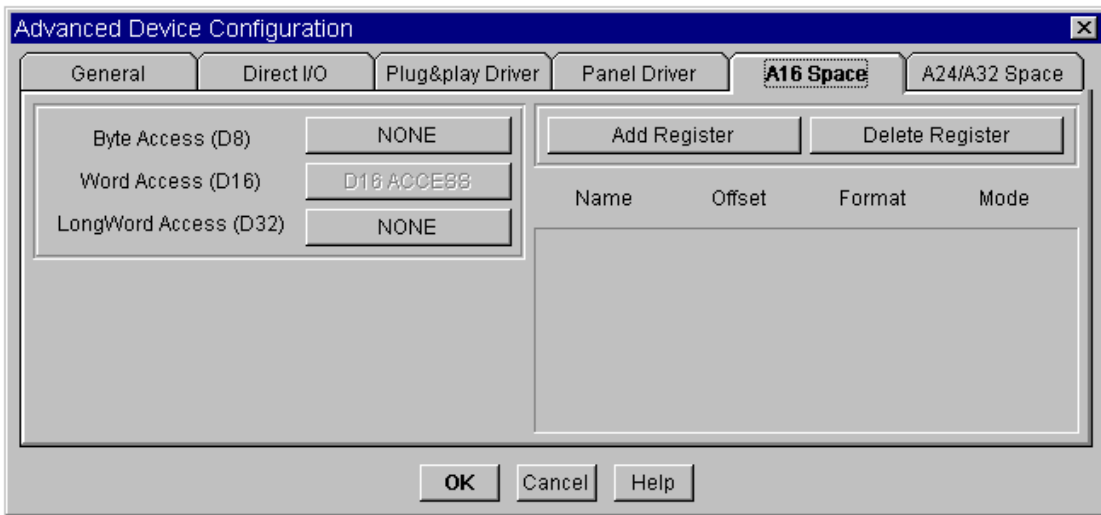 Advanced Device Configuration
General Direct I/O Plug&play Driver Panel Driver A16 Space A24/A32 Space
Byte Access (D8) NONE Add Register Delete Register
Word Access (D16) D16 ACCESS
Name Offset Format Mode
LongWord Access (D32) NONE
OK Cancel Help